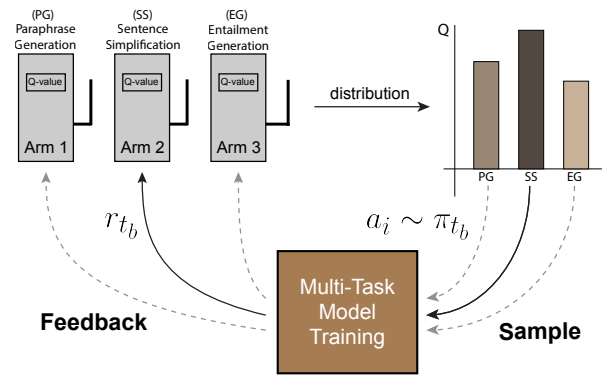 (PG)
Paraphrase
Generation
(SS)
Sentence
Simplification
(EG)
Entailment
Generation
Q-value
Q-value
Q-value
Arm 1
Arm 2
Arm 3
distribution
Q
PG
SS
EG
r_{t_b}
a_i ∼ π_{t_b}
Multi-Task
Model
Training
Feedback
Sample